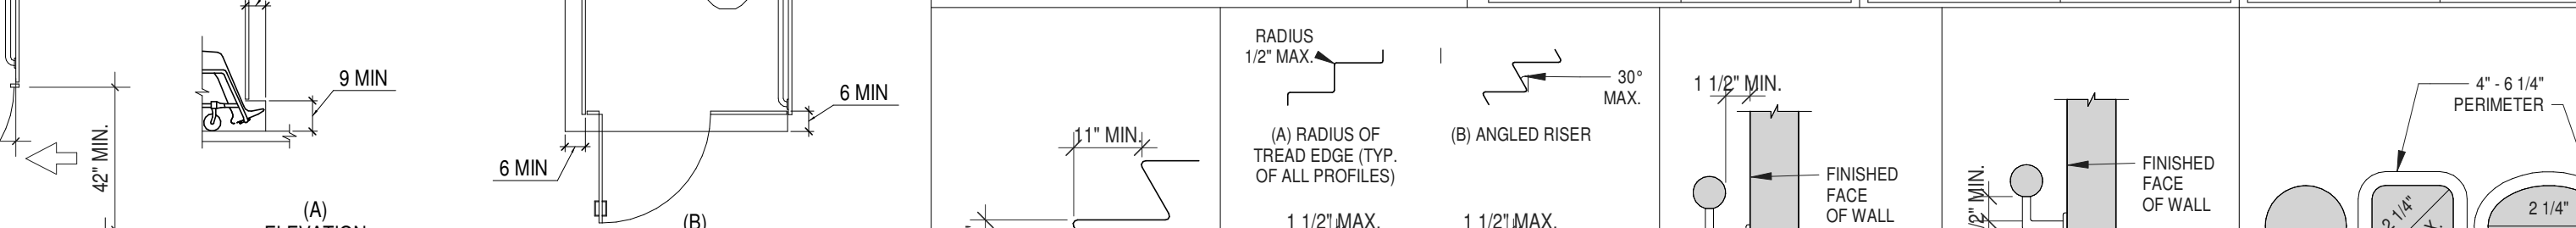 42" MIN.
9 MIN
(A)
ELEVATION
6 MIN
6 MIN
(B)
11" MIN.
RADIUS
1/2" MAX.
(A) RADIUS OF
TREAD EDGE (TYP.
OF ALL PROFILES)
30°
MAX.
(B) ANGLED RISER
1 1/2" MAX.
1 1/2" MAX.
1 1/2" MIN.
FINISHED
FACE
OF WALL
/2" MIN.
FINISHED
FACE
OF WALL
4" - 6 1/4"
PERIMETER
2 1/4"
2 1/4"